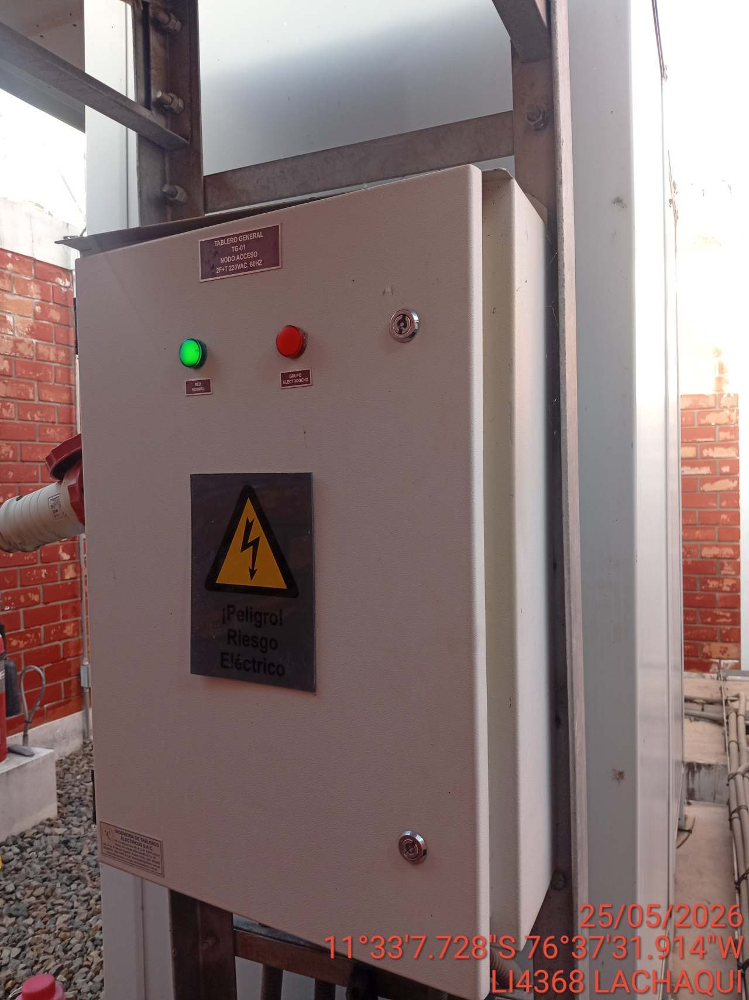 TABLERO GENERAL
TG-01
NODO ACCESO
2F+T 220VAC, 60HZ
RED
NORMAL
GRUPO
ELECTROGENO
¡Peligro!
Riesgo
Eléctrico
INGENIERIA DE TABLEROS
ELECTRICOS S.A.C.
25/05/2026
11°33'7.728"S 76°37'31.914"W
LI4368 LACHAQUI